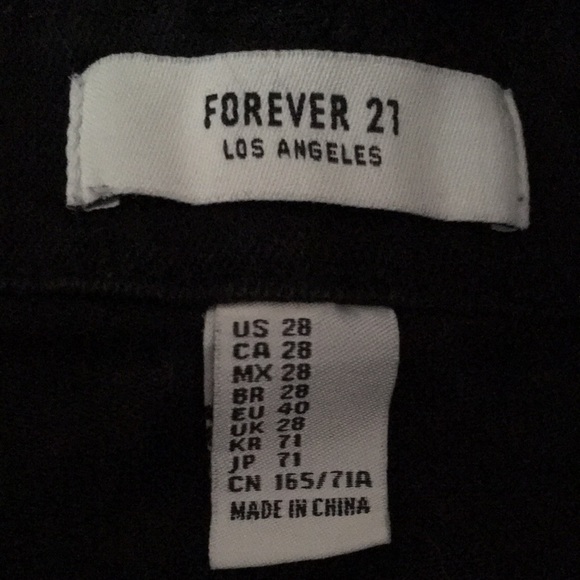 FOREVER 21
LOS ANGELES
US 28
CA 28
MX 28
BR 28
EU 40
UK 28
KR 71
JP 71
CN 165/71A
MADE IN CHINA